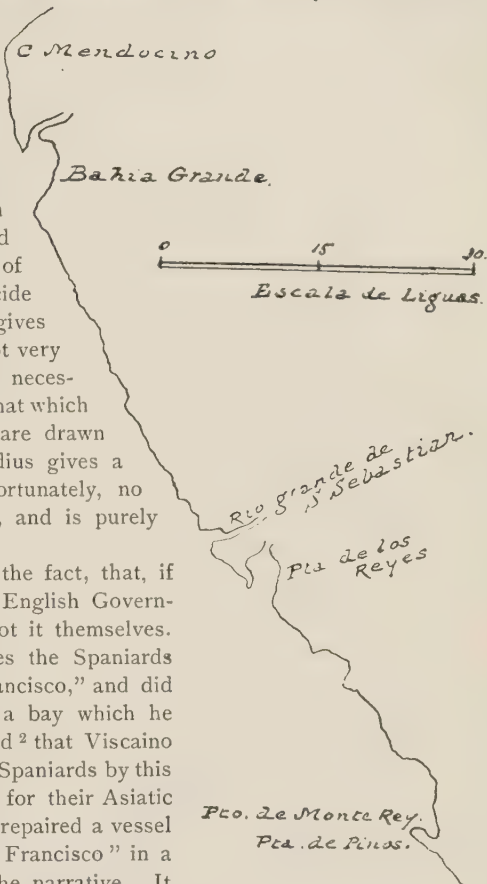 C Mendocino
Bahia Grande.
0 15 30.
Escala de Liguas.
Rio grande de
S Sebastian.
Pta de los
Reyes
Pto. de Monte Rey.
Pta. de Pinos.
d
of
cide
gives
ot very
neces-
hat which
are drawn
dius gives a
ortunately, no
, and is purely
the fact, that, if
English Govern-
ot it themselves.
es the Spaniards
ancisco,” and did
a bay which he
d ² that Viscaino
Spaniards by this
for their Asiatic
repaired a vessel
Francisco” in a
he narrative. It